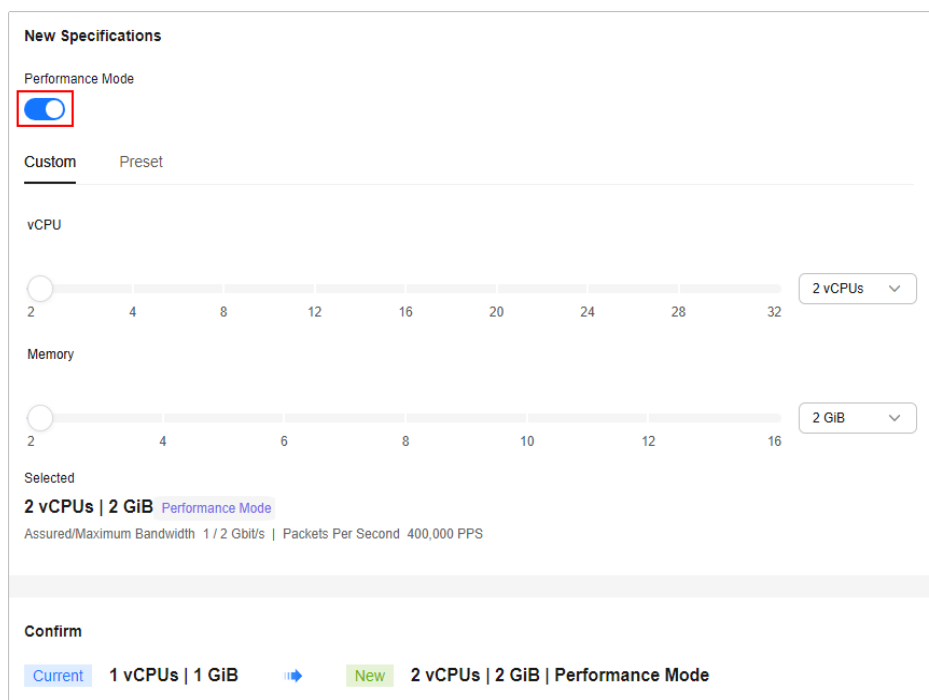 New Specifications
Performance Mode
Custom Preset
vCPU
2 vCPUs
2 4 8 12 16 20 24 28 32
Memory
2 GiB
2 4 6 8 10 12 16
Selected
2 vCPUs | 2 GiB Performance Mode
Assured/Maximum Bandwidth 1 / 2 Gbit/s | Packets Per Second 400,000 PPS
Confirm
Current 1 vCPUs | 1 GiB New 2 vCPUs | 2 GiB | Performance Mode